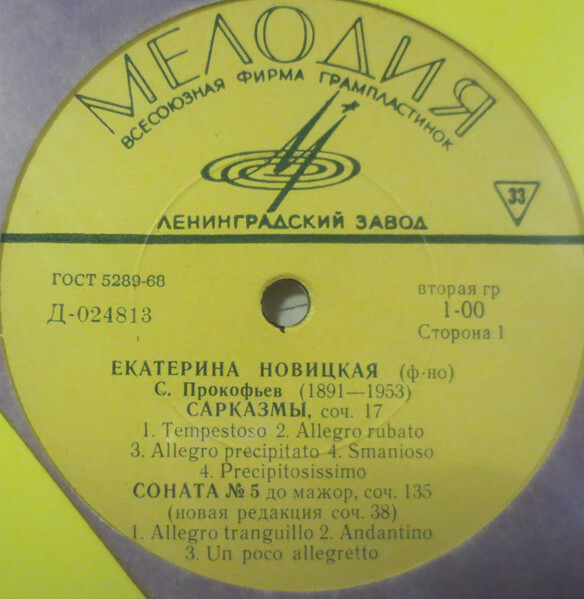 МЕЛОДИЯ
ВСЕСОЮЗНАЯ ФИРМА ГРАМПЛАСТИНОК
33
ЛЕНИНГРАДСКИЙ ЗАВОД
ГОСТ 5289-68
Д-024813
вторая гр
1-00
Сторона 1
ЕКАТЕРИНА НОВИЦКАЯ (ф-но)
С. Прокофьев (1891—1953)
САРКАЗМЫ, соч. 17
1. Tempestoso 2. Allegro rubato
3. Allegro precipitato 4. Smanioso
4. Precipitosissimo
СОНАТА № 5 до мажор, соч. 135
(новая редакция соч. 38)
1. Allegro tranguillo 2. Andantino
3. Un poco allegretto